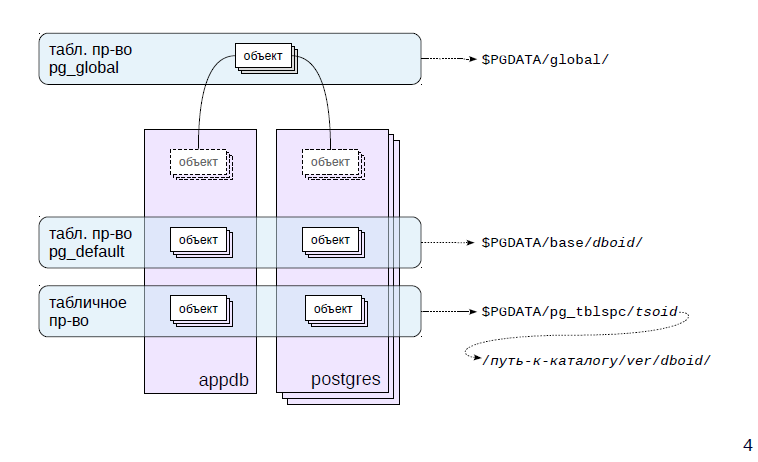 табл. пр-во
pg_global
объект
$PGDATA/global/
объект
объект
табл. пр-во
pg_default
объект
объект
$PGDATA/base/dboid/
табличное
пр-во
объект
объект
$PGDATA/pg_tblspc/tsoid
/путь-к-каталогу/ver/dboid/
appdb
postgres
4